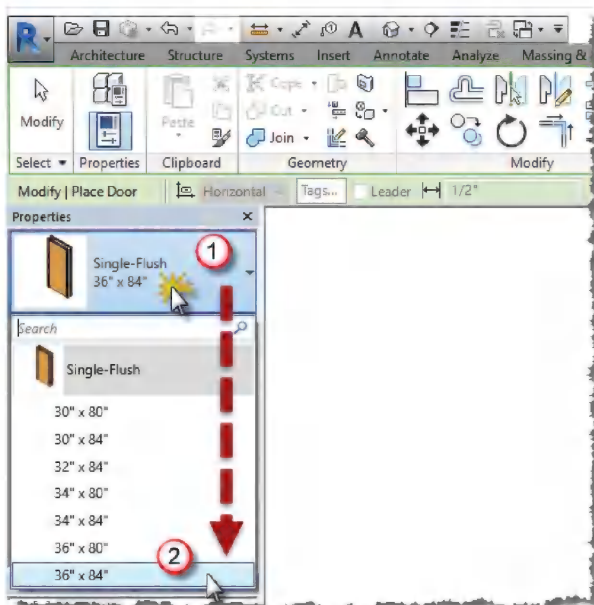 R
A
Architecture Structure Systems Insert Annotate Analyze Massing &
Modify Paste Cope
Cut
Join
Select Properties Clipboard Geometry Modify
Modify | Place Door Horizontal Tags... Leader 1/2"
Properties ×
1
Single-Flush
36" x 84"
Search
Single-Flush
30" x 80"
30" x 84"
32" x 84"
34" x 80"
34" x 84"
36" x 80"
2
36" x 84"